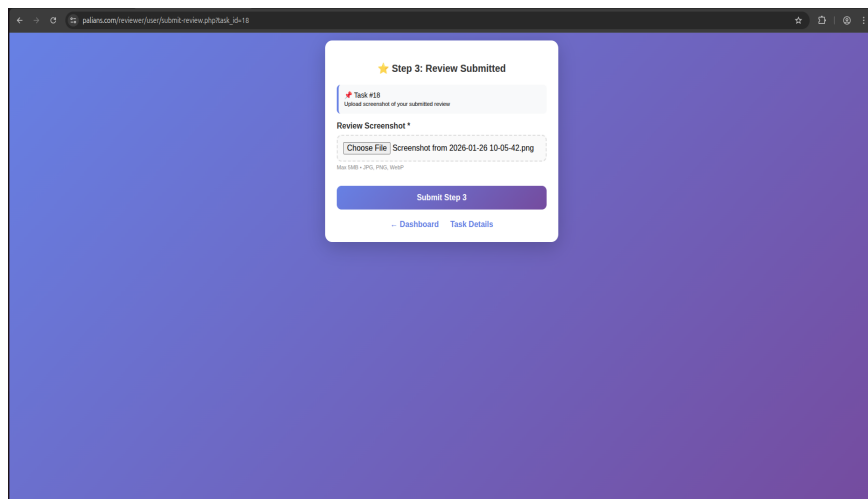 palians.com/reviewer/user/submit-review.php?task_id=18
⭐ Step 3: Review Submitted
📌 Task #18
Upload screenshot of your submitted review
Review Screenshot *
Choose File Screenshot from 2026-01-26 10-05-42.png
Max 5MB • JPG, PNG, WebP
Submit Step 3
← Dashboard Task Details